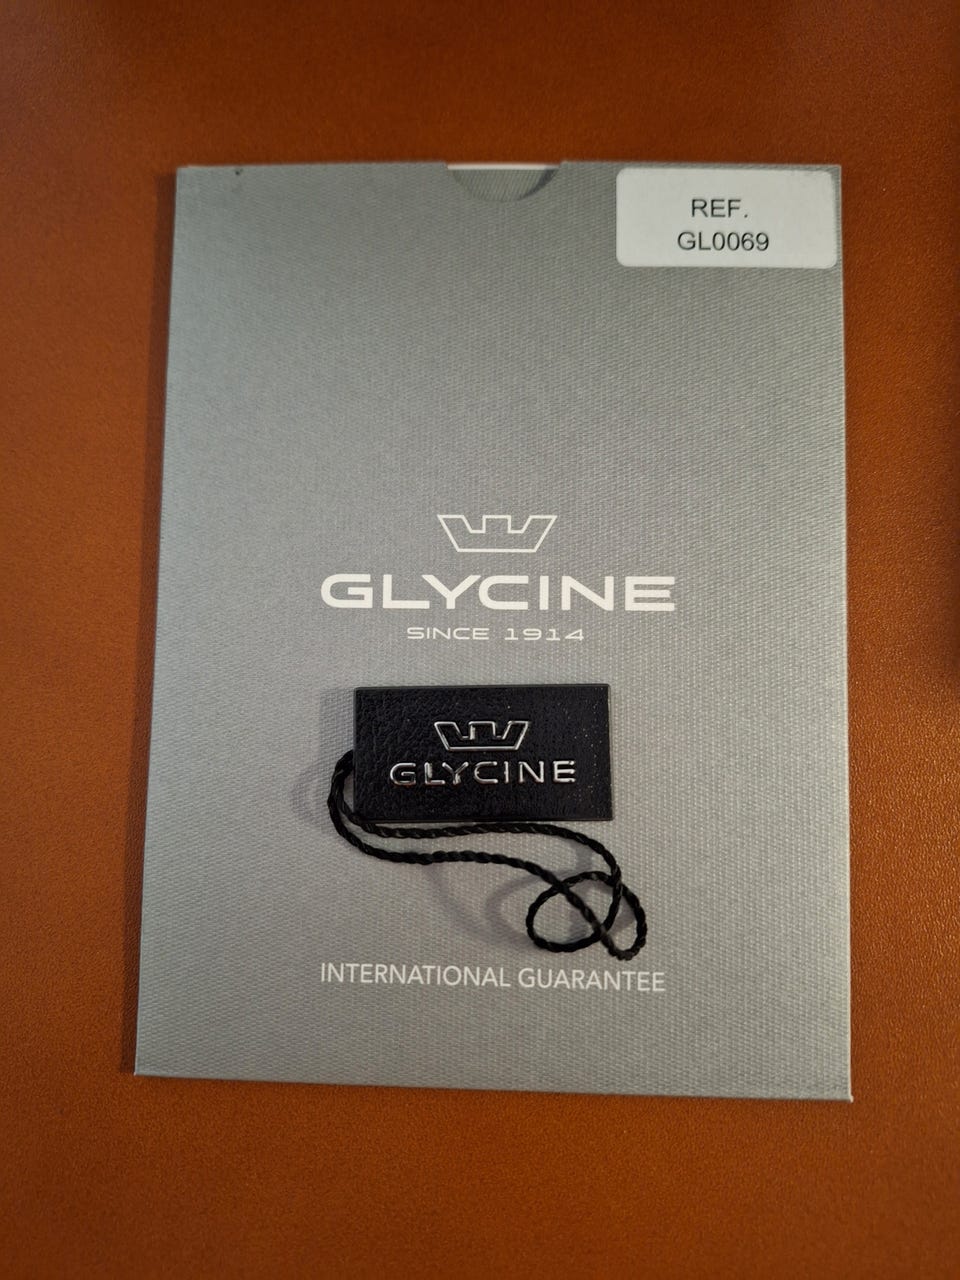 REF.
GL0069
GLYCINE
SINCE 1914
GLYCINE
INTERNATIONAL GUARANTEE